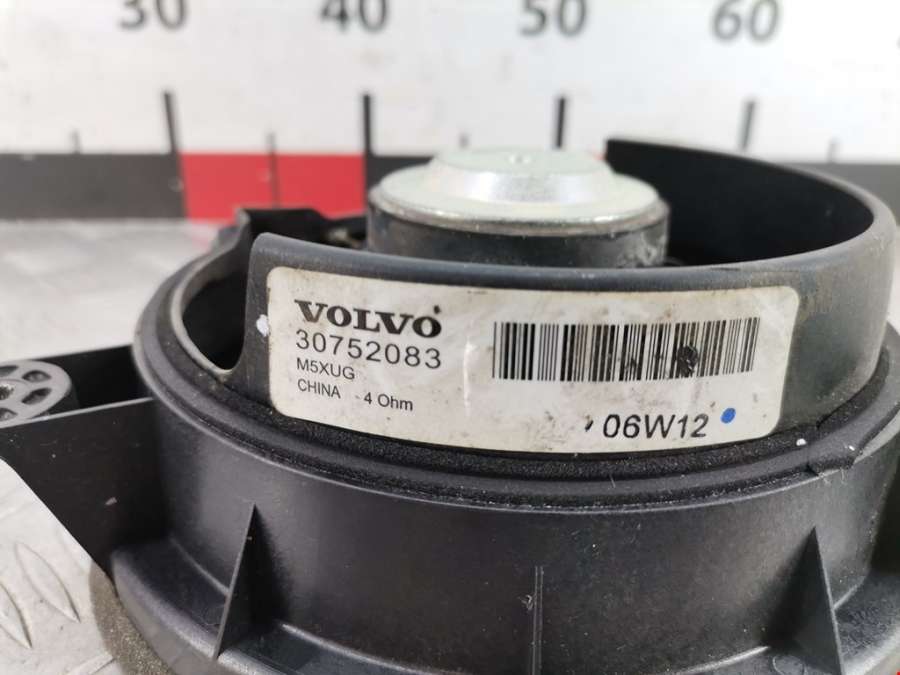 30 40 50 60
VOLVO
30752083
M5XUG
CHINA 4 Ohm
06W12